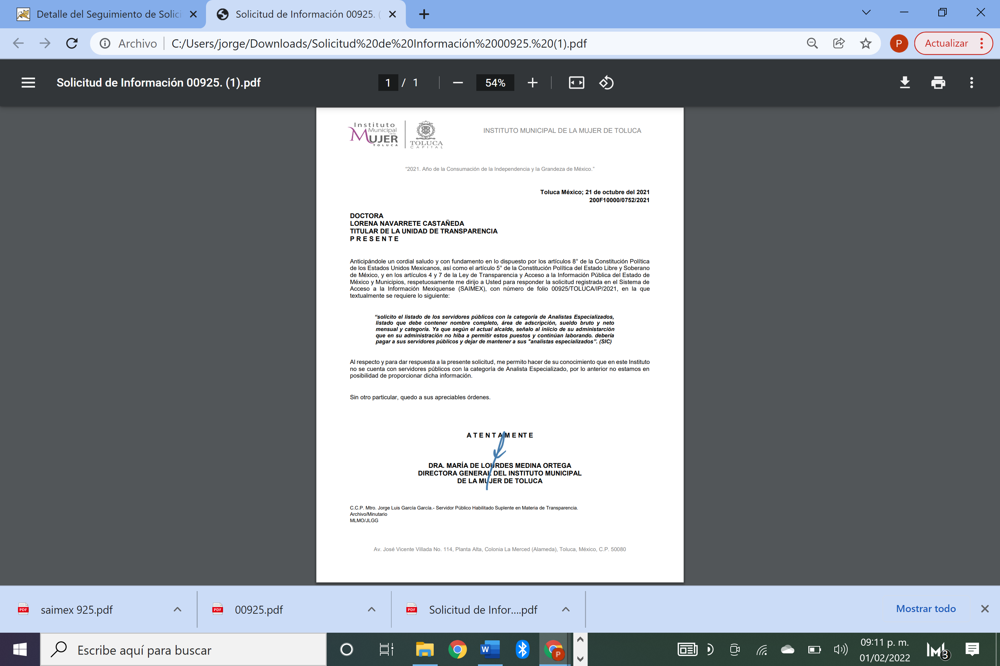 Detalle del Seguimiento de Solici
Solicitud de Información 00925. (
Archivo
C:/Users/jorge/Downloads/Solicitud%20de%20Información%2000925.%20(1).pdf
P
Actualizar
Solicitud de Información 00925. (1).pdf
1 / 1
54%
Instituto
Municipal
de la
MUJER
TOLUCA
TOLUCA
CAPITAL
INSTITUTO MUNICIPAL DE LA MUJER DE TOLUCA
“2021. Año de la Consumación de la Independencia y la Grandeza de México.”
Toluca México; 21 de octubre del 2021
200F10000/0752/2021
DOCTORA
LORENA NAVARRETE CASTAÑEDA
TITULAR DE LA UNIDAD DE TRANSPARENCIA
P R E S E N T E
Anticipándole un cordial saludo y con fundamento en lo dispuesto por los artículos 8° de la Constitución Política
de los Estados Unidos Mexicanos, así como el artículo 5° de la Constitución Política del Estado Libre y Soberano
de México, y en los artículos 4 y 7 de la Ley de Transparencia y Acceso a la Información Pública del Estado de
México y Municipios, respetuosamente me dirijo a Usted para responder la solicitud registrada en el Sistema de
Acceso a la Información Mexiquense (SAIMEX), con número de folio 00925/TOLUCA/IP/2021, en la que
textualmente se requiere lo siguiente:
“solicito el listado de los servidores públicos con la categoría de Analistas Especializados,
listado que debe contener nombre completo, área de adscripción, sueldo bruto y neto
mensual y categoría. Ya que según el actual alcalde, señalo al iniicio de su administarción
que en su administración no hiba a permitir estos puestos y continúan laborando. debería
pagar a sus servidores públicos y dejar de mantener a sus "analistas especializados”. (SIC)
Al respecto y para dar respuesta a la presente solicitud, me permito hacer de su conocimiento que en este Instituto
no se cuenta con servidores públicos con la categoría de Analista Especializado, por lo anterior no estamos en
posibilidad de proporcionar dicha información.
Sin otro particular, quedo a sus apreciables órdenes.
A T E N T A M E N T E
DRA. MARÍA DE LOURDES MEDINA ORTEGA
DIRECTORA GENERAL DEL INSTITUTO MUNICIPAL
DE LA MUJER DE TOLUCA
C.C.P. Mtro. Jorge Luis García García.- Servidor Público Habilitado Suplente en Materia de Transparencia.
Archivo/Minutario
MLMO/JLGG
Av. José Vicente Villada No. 114, Planta Alta, Colonia La Merced (Alameda), Toluca, México, C.P. 50080
PDF saimex 925.pdf
PDF 00925.pdf
PDF Solicitud de Infor....pdf
Mostrar todo
Escribe aquí para buscar
W
P
09:11 p. m.
01/02/2022
3